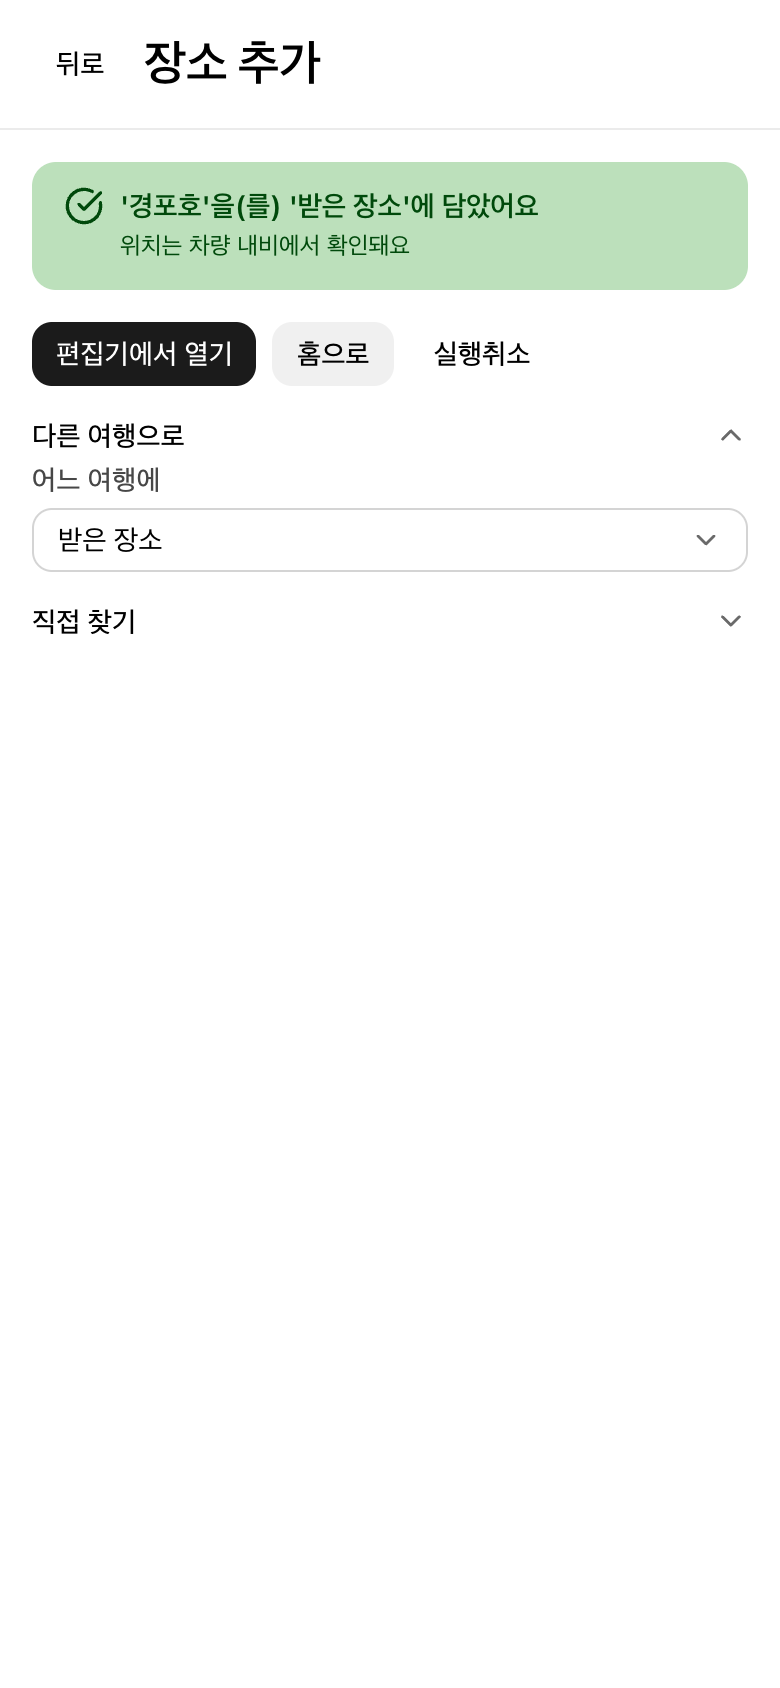 뒤로 장소 추가
'경포호'을(를) '받은 장소'에 담았어요
위치는 차량 내비에서 확인돼요
편집기에서 열기 홈으로 실행취소
다른 여행으로
어느 여행에
받은 장소
직접 찾기